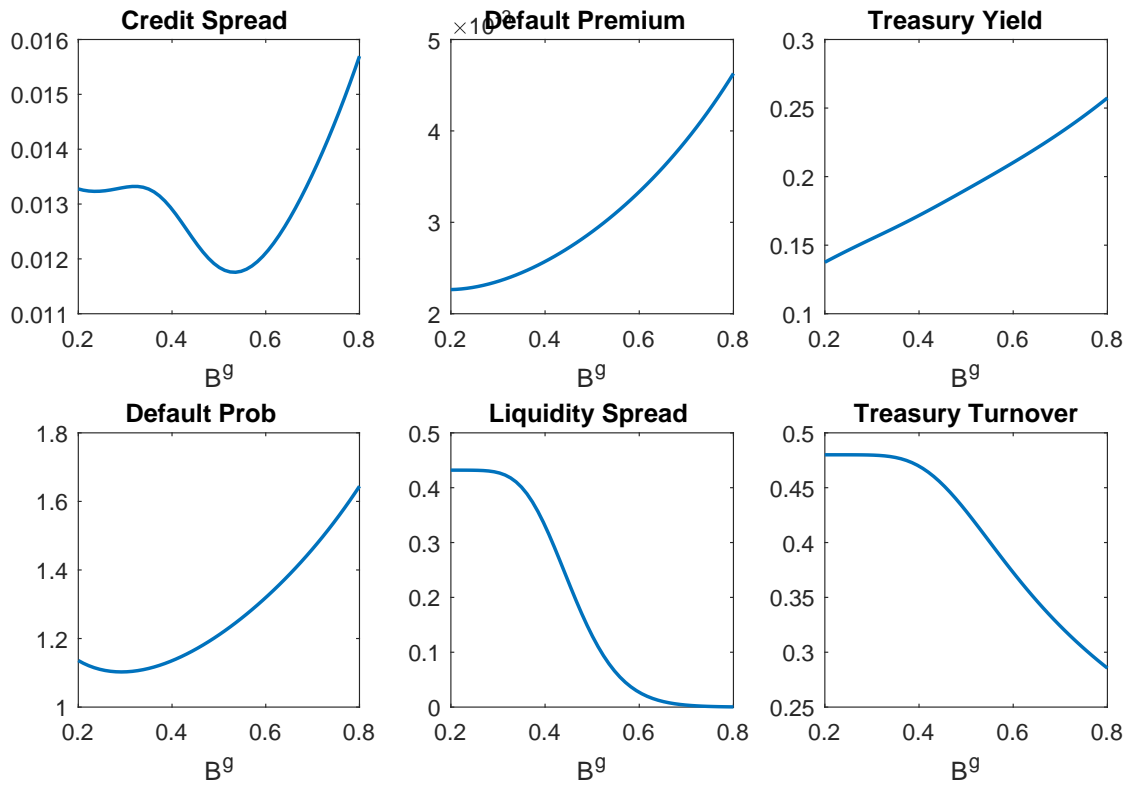 Credit Spread
0.016
0.015
0.014
0.013
0.012
0.011
0.2 0.4 0.6 0.8
B^g
Default Premium
×10^-3
5
4
3
2
0.2 0.4 0.6 0.8
B^g
Treasury Yield
0.3
0.25
0.2
0.15
0.1
0.2 0.4 0.6 0.8
B^g
Default Prob
1.8
1.6
1.4
1.2
1
0.2 0.4 0.6 0.8
B^g
Liquidity Spread
0.5
0.4
0.3
0.2
0.1
0
0.2 0.4 0.6 0.8
B^g
Treasury Turnover
0.5
0.45
0.4
0.35
0.3
0.25
0.2 0.4 0.6 0.8
B^g